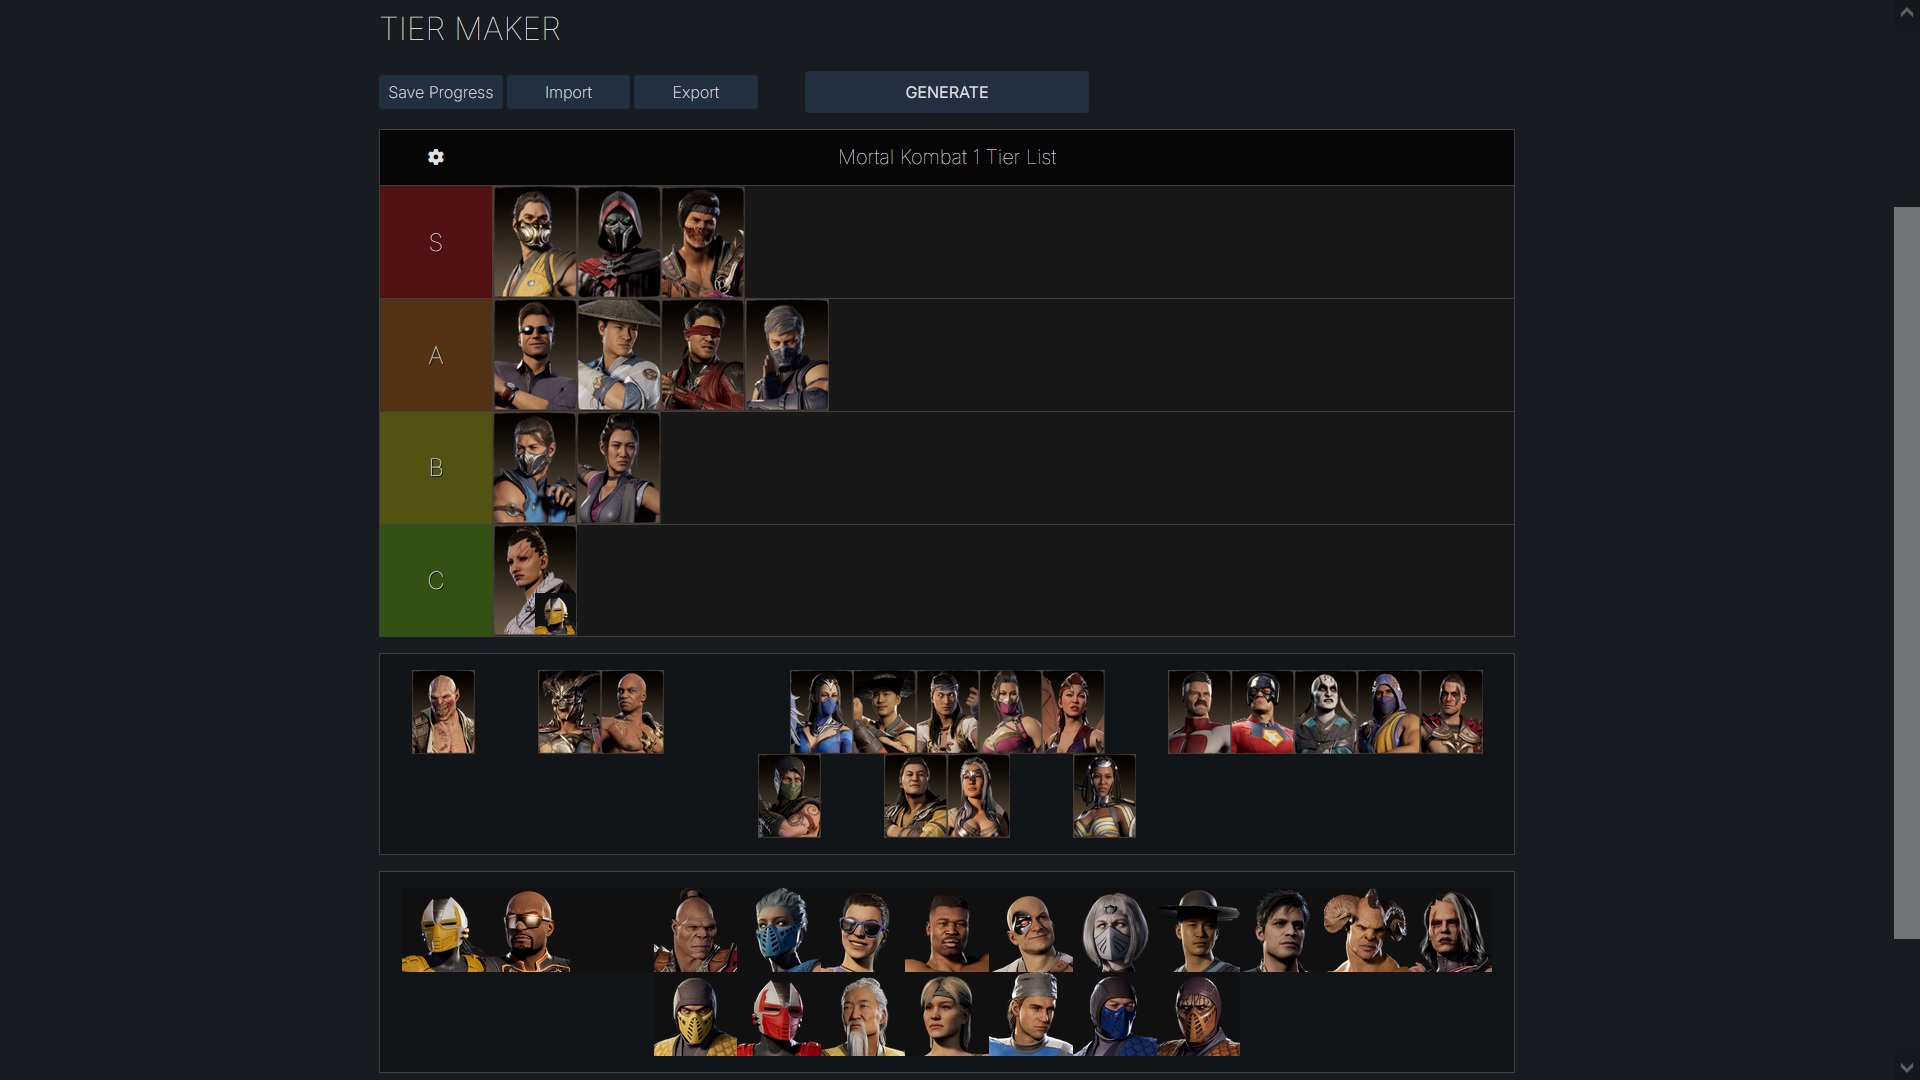 TIER MAKER
Save Progress
Import
Export
GENERATE
Mortal Kombat 1 Tier List
S
A
B
C